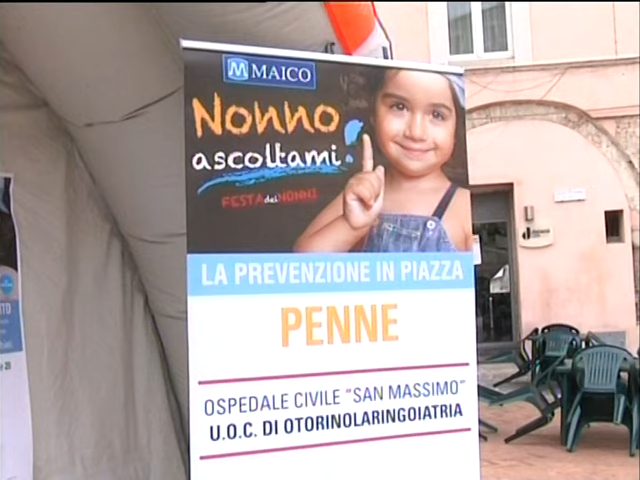 MAICO
Nonno
ascoltami!
FESTA dei NONNI
LA PREVENZIONE IN PIAZZA
PENNE
OSPEDALE CIVILE "SAN MASSIMO"
U.O.C. DI OTORINOLARINGOIATRIA